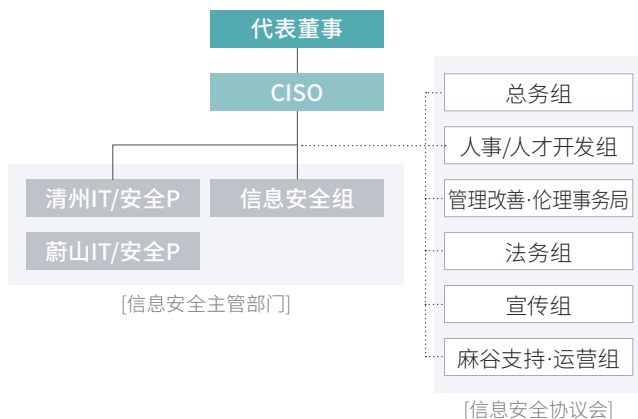 代表董事
CISO
清州IT/安全P
信息安全组
蔚山IT/安全P
[信息安全主管部门]
总务组
人事/人才开发组
管理改善·伦理事务局
法务组
宣传组
麻谷支持·运营组
[信息安全协议会]